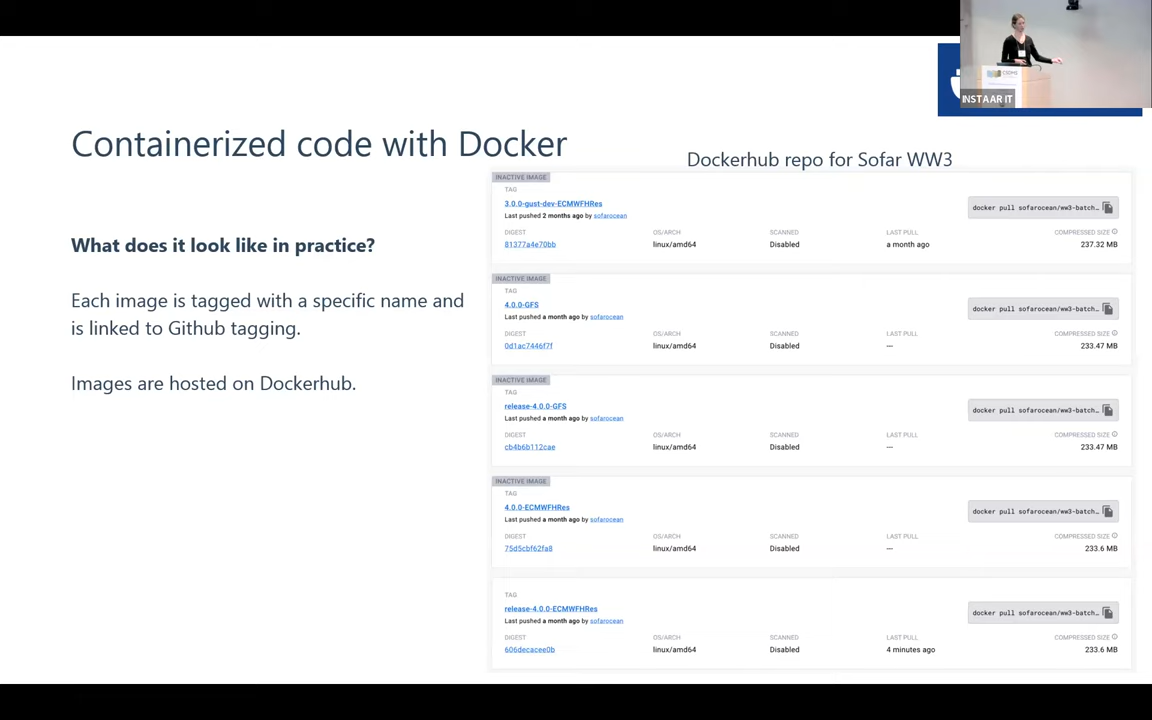 INSTAAR IT
Containerized code with Docker
What does it look like in practice?
Each image is tagged with a specific name and
is linked to Github tagging.
Images are hosted on Dockerhub.
Dockerhub repo for Sofar WW3
INACTIVE IMAGE
TAG
3.0.0-gust-dev-ECMWFHRes
Last pushed 2 months ago by sofarocean
docker pull sofarocean/ww3-batch…
DIGEST OS/ARCH SCANNED LAST PULL COMPRESSED SIZE
81377a4e70bb linux/amd64 Disabled a month ago 237.32 MB
INACTIVE IMAGE
TAG
4.0.0-GFS
Last pushed a month ago by sofarocean
docker pull sofarocean/ww3-batch…
DIGEST OS/ARCH SCANNED LAST PULL COMPRESSED SIZE
0d1ac7446f7f linux/amd64 Disabled --- 233.47 MB
INACTIVE IMAGE
TAG
release-4.0.0-GFS
Last pushed a month ago by sofarocean
docker pull sofarocean/ww3-batch…
DIGEST OS/ARCH SCANNED LAST PULL COMPRESSED SIZE
cb4b6b112cae linux/amd64 Disabled --- 233.47 MB
INACTIVE IMAGE
TAG
4.0.0-ECMWFHRes
Last pushed a month ago by sofarocean
docker pull sofarocean/ww3-batch…
DIGEST OS/ARCH SCANNED LAST PULL COMPRESSED SIZE
75d5cbf62fa8 linux/amd64 Disabled --- 233.6 MB
TAG
release-4.0.0-ECMWFHRes
Last pushed a month ago by sofarocean
docker pull sofarocean/ww3-batch…
DIGEST OS/ARCH SCANNED LAST PULL COMPRESSED SIZE
606decacee0b linux/amd64 Disabled 4 minutes ago 233.6 MB